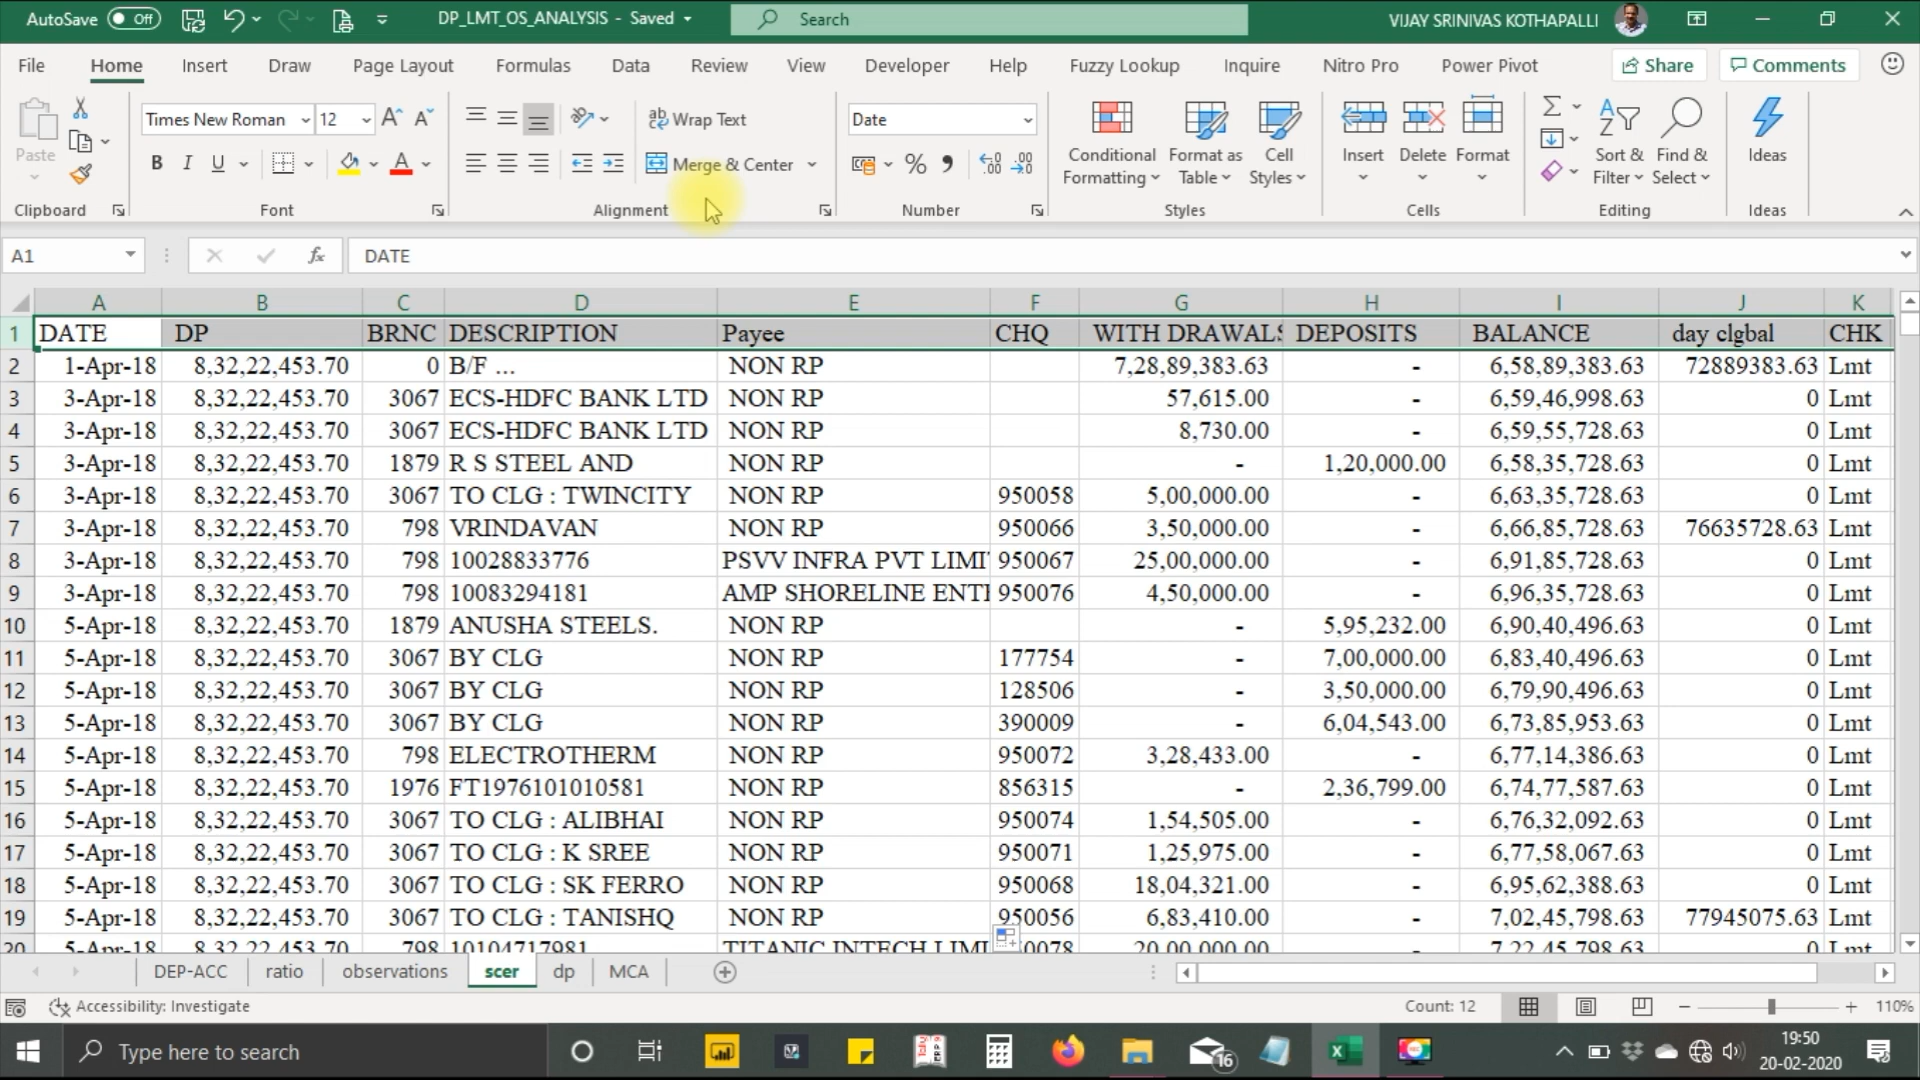 AutoSave Off DP_LMT_OS_ANALYSIS - Saved Search VIJAY SRINIVAS KOTHAPALLI
File Home Insert Draw Page Layout Formulas Data Review View Developer Help Fuzzy Lookup Inquire Nitro Pro Power Pivot Share Comments
Times New Roman 12 Wrap Text Date
Paste B I U A Merge & Center % Conditional Formatting Format as Table Cell Styles Insert Delete Format Sort & Filter Find & Select Ideas
Clipboard Font Alignment Number Styles Cells Editing Ideas
A1 fx DATE
A B C D E F G H I J K
1 DATE DP BRNC DESCRIPTION Payee CHQ WITH DRAWALS DEPOSITS BALANCE day clgbal CHK
2 1-Apr-18 8,32,22,453.70 0 B/F ... NON RP 7,28,89,383.63 - 6,58,89,383.63 72889383.63 Lmt
3 3-Apr-18 8,32,22,453.70 3067 ECS-HDFC BANK LTD NON RP 57,615.00 - 6,59,46,998.63 0 Lmt
4 3-Apr-18 8,32,22,453.70 3067 ECS-HDFC BANK LTD NON RP 8,730.00 - 6,59,55,728.63 0 Lmt
5 3-Apr-18 8,32,22,453.70 1879 R S STEEL AND NON RP - 1,20,000.00 6,58,35,728.63 0 Lmt
6 3-Apr-18 8,32,22,453.70 3067 TO CLG : TWINCITY NON RP 950058 5,00,000.00 - 6,63,35,728.63 0 Lmt
7 3-Apr-18 8,32,22,453.70 798 VRINDAVAN NON RP 950066 3,50,000.00 - 6,66,85,728.63 76635728.63 Lmt
8 3-Apr-18 8,32,22,453.70 798 10028833776 PSVV INFRA PVT LIMI 950067 25,00,000.00 - 6,91,85,728.63 0 Lmt
9 3-Apr-18 8,32,22,453.70 798 10083294181 AMP SHORELINE ENT 950076 4,50,000.00 - 6,96,35,728.63 0 Lmt
10 5-Apr-18 8,32,22,453.70 1879 ANUSHA STEELS. NON RP - 5,95,232.00 6,90,40,496.63 0 Lmt
11 5-Apr-18 8,32,22,453.70 3067 BY CLG NON RP 177754 - 7,00,000.00 6,83,40,496.63 0 Lmt
12 5-Apr-18 8,32,22,453.70 3067 BY CLG NON RP 128506 - 3,50,000.00 6,79,90,496.63 0 Lmt
13 5-Apr-18 8,32,22,453.70 3067 BY CLG NON RP 390009 - 6,04,543.00 6,73,85,953.63 0 Lmt
14 5-Apr-18 8,32,22,453.70 798 ELECTROTHERM NON RP 950072 3,28,433.00 - 6,77,14,386.63 0 Lmt
15 5-Apr-18 8,32,22,453.70 1976 FT1976101010581 NON RP 856315 - 2,36,799.00 6,74,77,587.63 0 Lmt
16 5-Apr-18 8,32,22,453.70 3067 TO CLG : ALIBHAI NON RP 950074 1,54,505.00 - 6,76,32,092.63 0 Lmt
17 5-Apr-18 8,32,22,453.70 3067 TO CLG : K SREE NON RP 950071 1,25,975.00 - 6,77,58,067.63 0 Lmt
18 5-Apr-18 8,32,22,453.70 3067 TO CLG : SK FERRO NON RP 950068 18,04,321.00 - 6,95,62,388.63 0 Lmt
19 5-Apr-18 8,32,22,453.70 3067 TO CLG : TANISHQ NON RP 950056 6,83,410.00 - 7,02,45,798.63 77945075.63 Lmt
20 5-Apr-18 8,32,22,453.70 798 10104717981 TITANIC INTECH LIMI 0078 20,00,000.00 - 7,22,45,798.63 0 Lmt
DEP-ACC ratio observations scer dp MCA
Accessibility: Investigate Count: 12 110%
Type here to search 16 19:50
20-02-2020